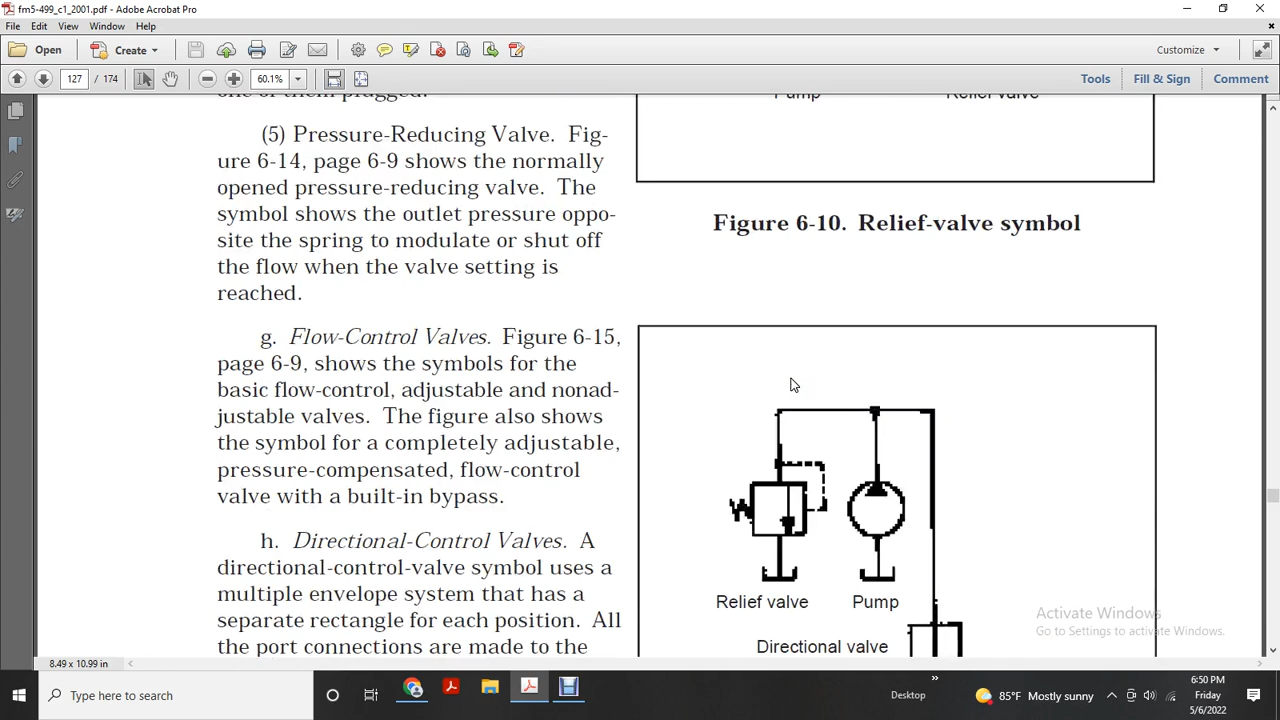 fm5-499_c1_2001.pdf - Adobe Acrobat Pro
File Edit View Window Help
Open Create Customize
127 / 174 60.1% Tools Fill & Sign Comment
one of them plugged.
(5) Pressure-Reducing Valve. Fig-
ure 6-14, page 6-9 shows the normally
opened pressure-reducing valve. The
symbol shows the outlet pressure oppo-
site the spring to modulate or shut off
the flow when the valve setting is
reached.
g. Flow-Control Valves. Figure 6-15,
page 6-9, shows the symbols for the
basic flow-control, adjustable and nonad-
justable valves. The figure also shows
the symbol for a completely adjustable,
pressure-compensated, flow-control
valve with a built-in bypass.
h. Directional-Control Valves. A
directional-control-valve symbol uses a
multiple envelope system that has a
separate rectangle for each position. All
the port connections are made to the
Pump Relief valve
Figure 6-10. Relief-valve symbol
Relief valve Pump
Directional valve
Activate Windows
Go to Settings to activate Windows.
8.49 x 10.99 in
Type here to search
Desktop
»
85°F Mostly sunny
6:50 PM
Friday
5/6/2022